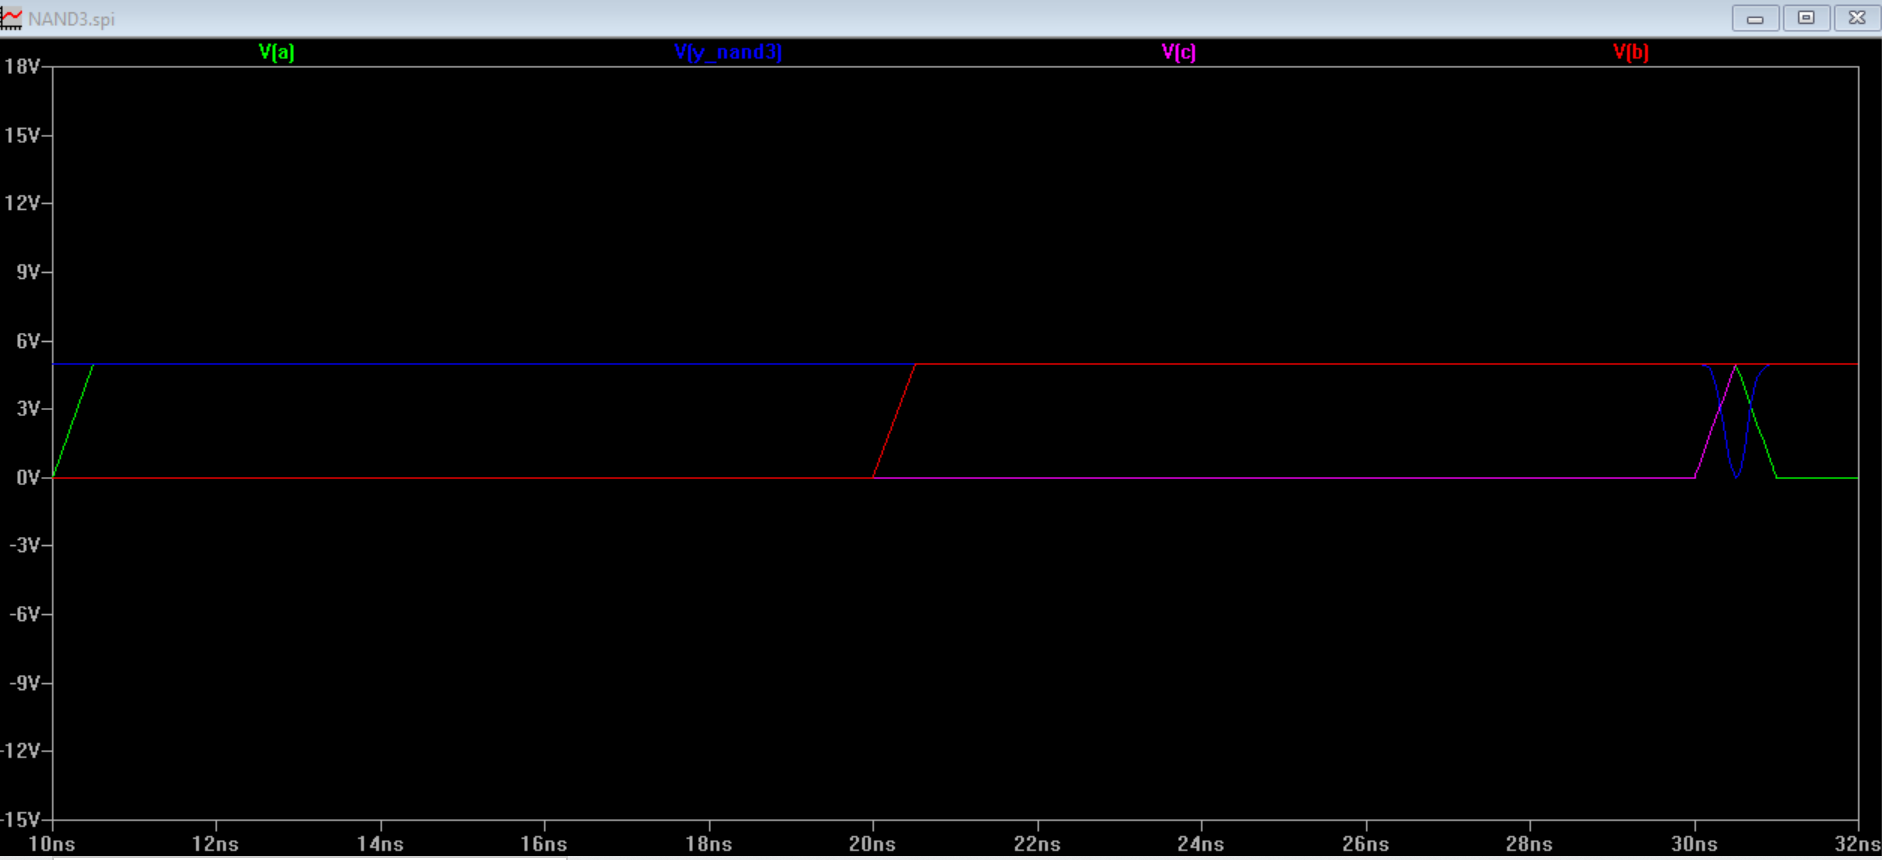 NAND3.spi
V(a) V(y_nand3) V(c) V(b)
18V
15V
12V
9V
6V
3V
0V
-3V
-6V
-9V
-12V
-15V
10ns 12ns 14ns 16ns 18ns 20ns 22ns 24ns 26ns 28ns 30ns 32ns